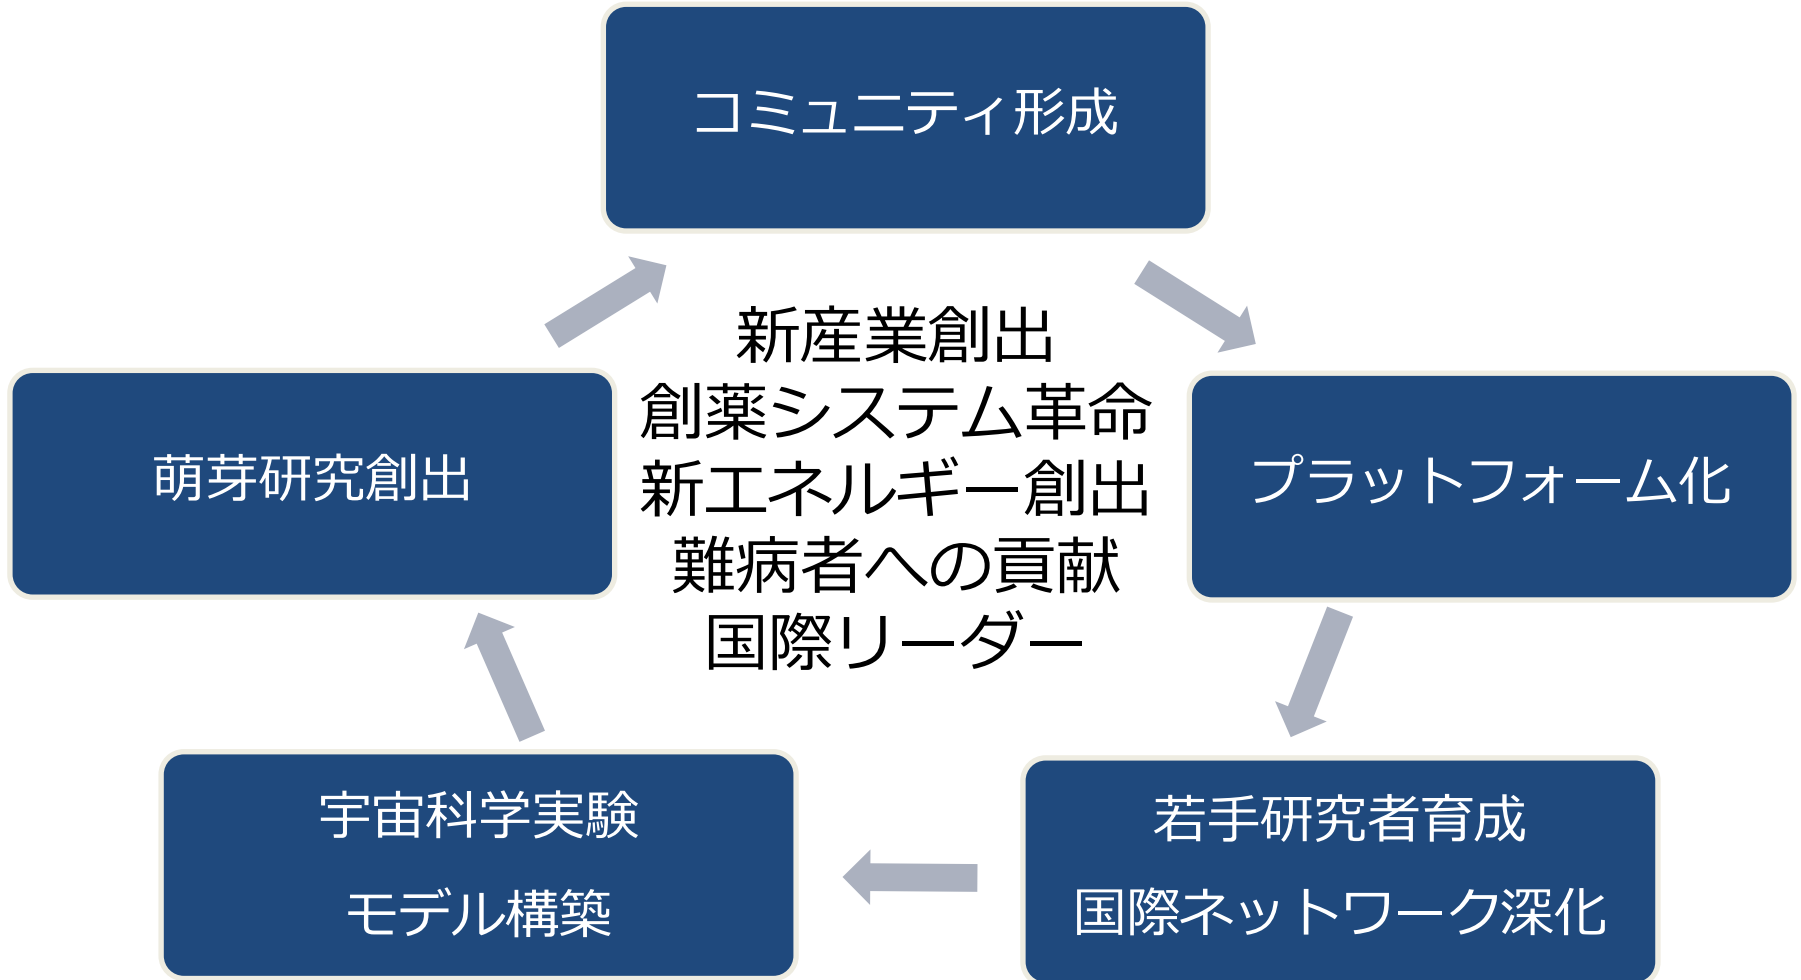 コミュニティ形成
新産業創出
創薬システム革命
新エネルギー創出
難病者への貢献
国際リーダー
プラットフォーム化
若手研究者育成
国際ネットワーク深化
宇宙科学実験
モデル構築
萌芽研究創出